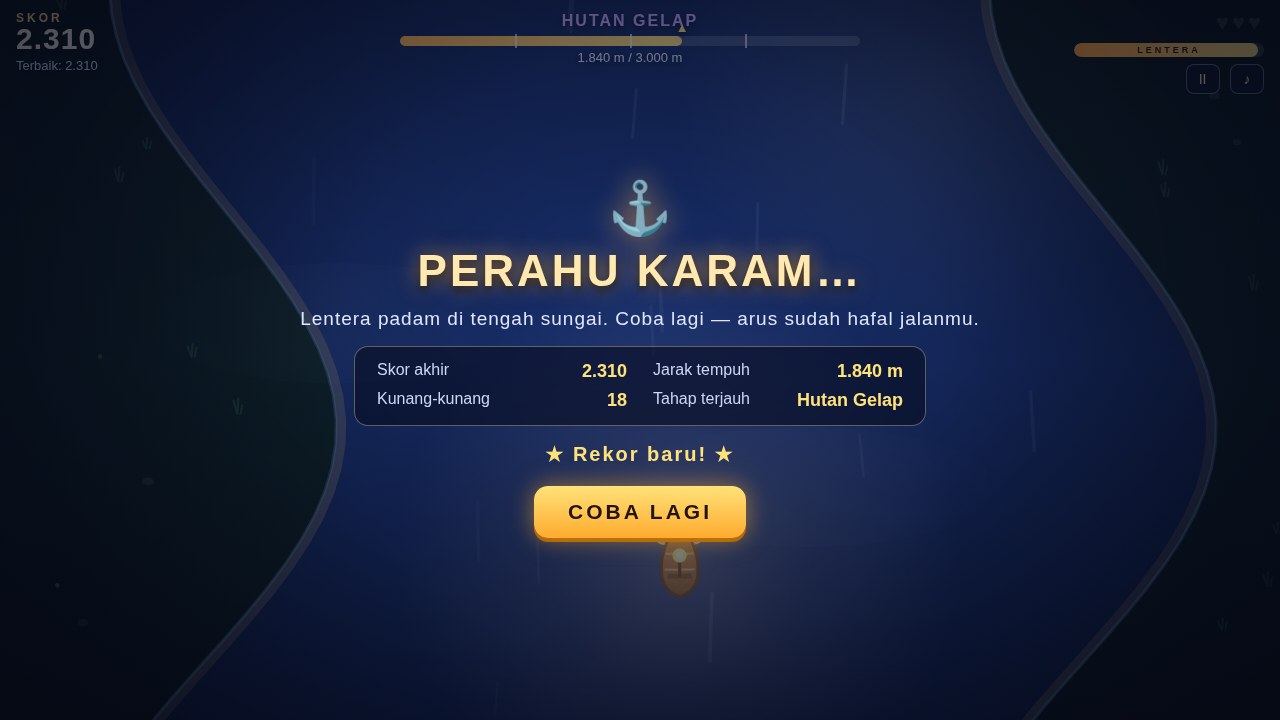 SKOR
2.310
Terbaik: 2.310
HUTAN GELAP
1.840 m / 3.000 m
LENTERA
PERAHU KARAM...
Lentera padam di tengah sungai. Coba lagi — arus sudah hafal jalanmu.
Skor akhir 2.310 Jarak tempuh 1.840 m
Kunang-kunang 18 Tahap terjauh Hutan Gelap
★ Rekor baru! ★
COBA LAGI